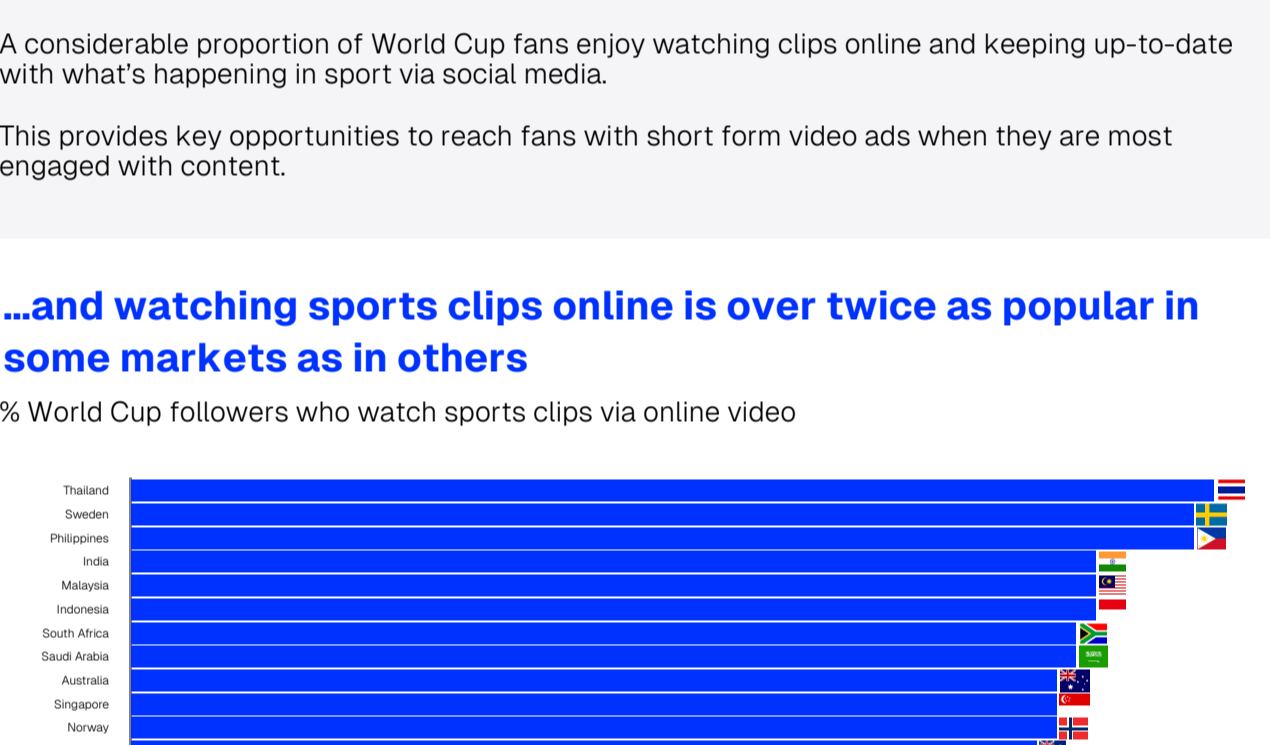 A considerable proportion of World Cup fans enjoy watching clips online and keeping up-to-date
with what’s happening in sport via social media.
This provides key opportunities to reach fans with short form video ads when they are most
engaged with content.
...and watching sports clips online is over twice as popular in
some markets as in others
% World Cup followers who watch sports clips via online video
Thailand
Sweden
Philippines
India
Malaysia
Indonesia
South Africa
Saudi Arabia
Australia
Singapore
Norway